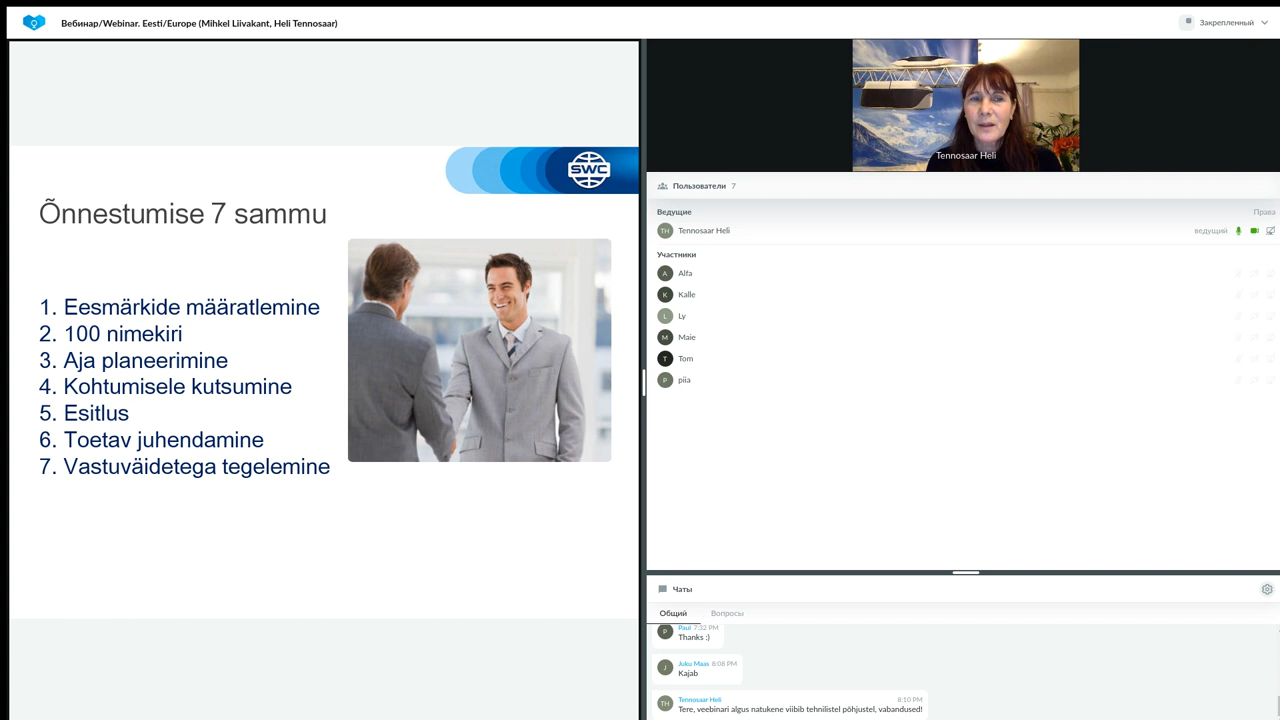 Вебинар/Webinar. Eesti/Europe (Mihkel Liivakant, Heli Tennosaar)
Закрепленный
SWC
Õnnestumise 7 sammu
1. Eesmärkide määratlemine
2. 100 nimekiri
3. Aja planeerimine
4. Kohtumisele kutsumine
5. Esitlus
6. Toetav juhendamine
7. Vastuväidetega tegelemine
Tennosaar Heli
Пользователи 7
Ведущие Права
TH Tennosaar Heli ведущий
Участники
A Alfa
K Kalle
L Ly
M Maie
T Tom
P piia
Чаты
Общий Вопросы
P Paul 7:32 PM
Thanks :)
J Juku Maas 8:08 PM
Kajab
TH Tennosaar Heli 8:10 PM
Tere, veebinari algus natukene viibib tehnilistel põhjustel, vabandused!